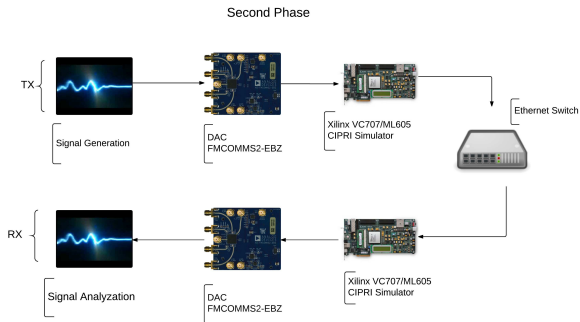 Second Phase
TX
Signal Generation
DAC
FMCOMMS2-EBZ
Xilinx VC707/ML605
CIPRI Simulator
Ethernet Switch
RX
Signal Analyzation
DAC
FMCOMMS2-EBZ
Xilinx VC707/ML605
CIPRI Simulator